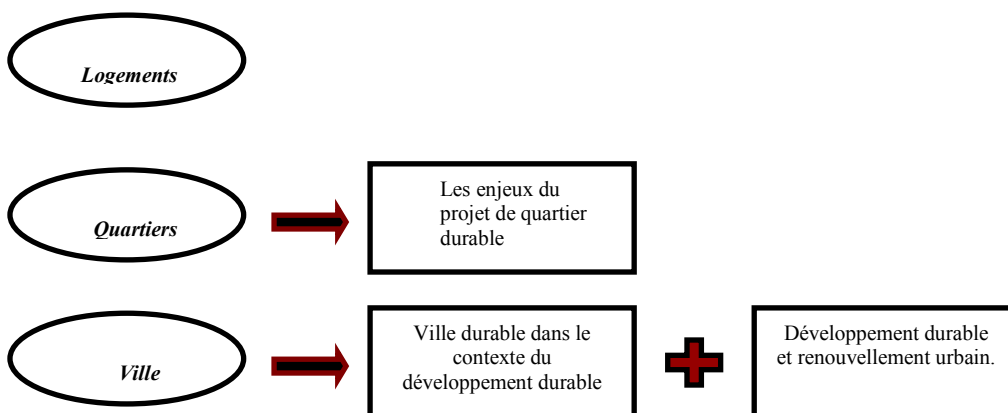 Logements
Quartiers
Les enjeux du
projet de quartier
durable
Ville
Ville durable dans le
contexte du
développement durable
Développement durable
et renouvellement urbain.